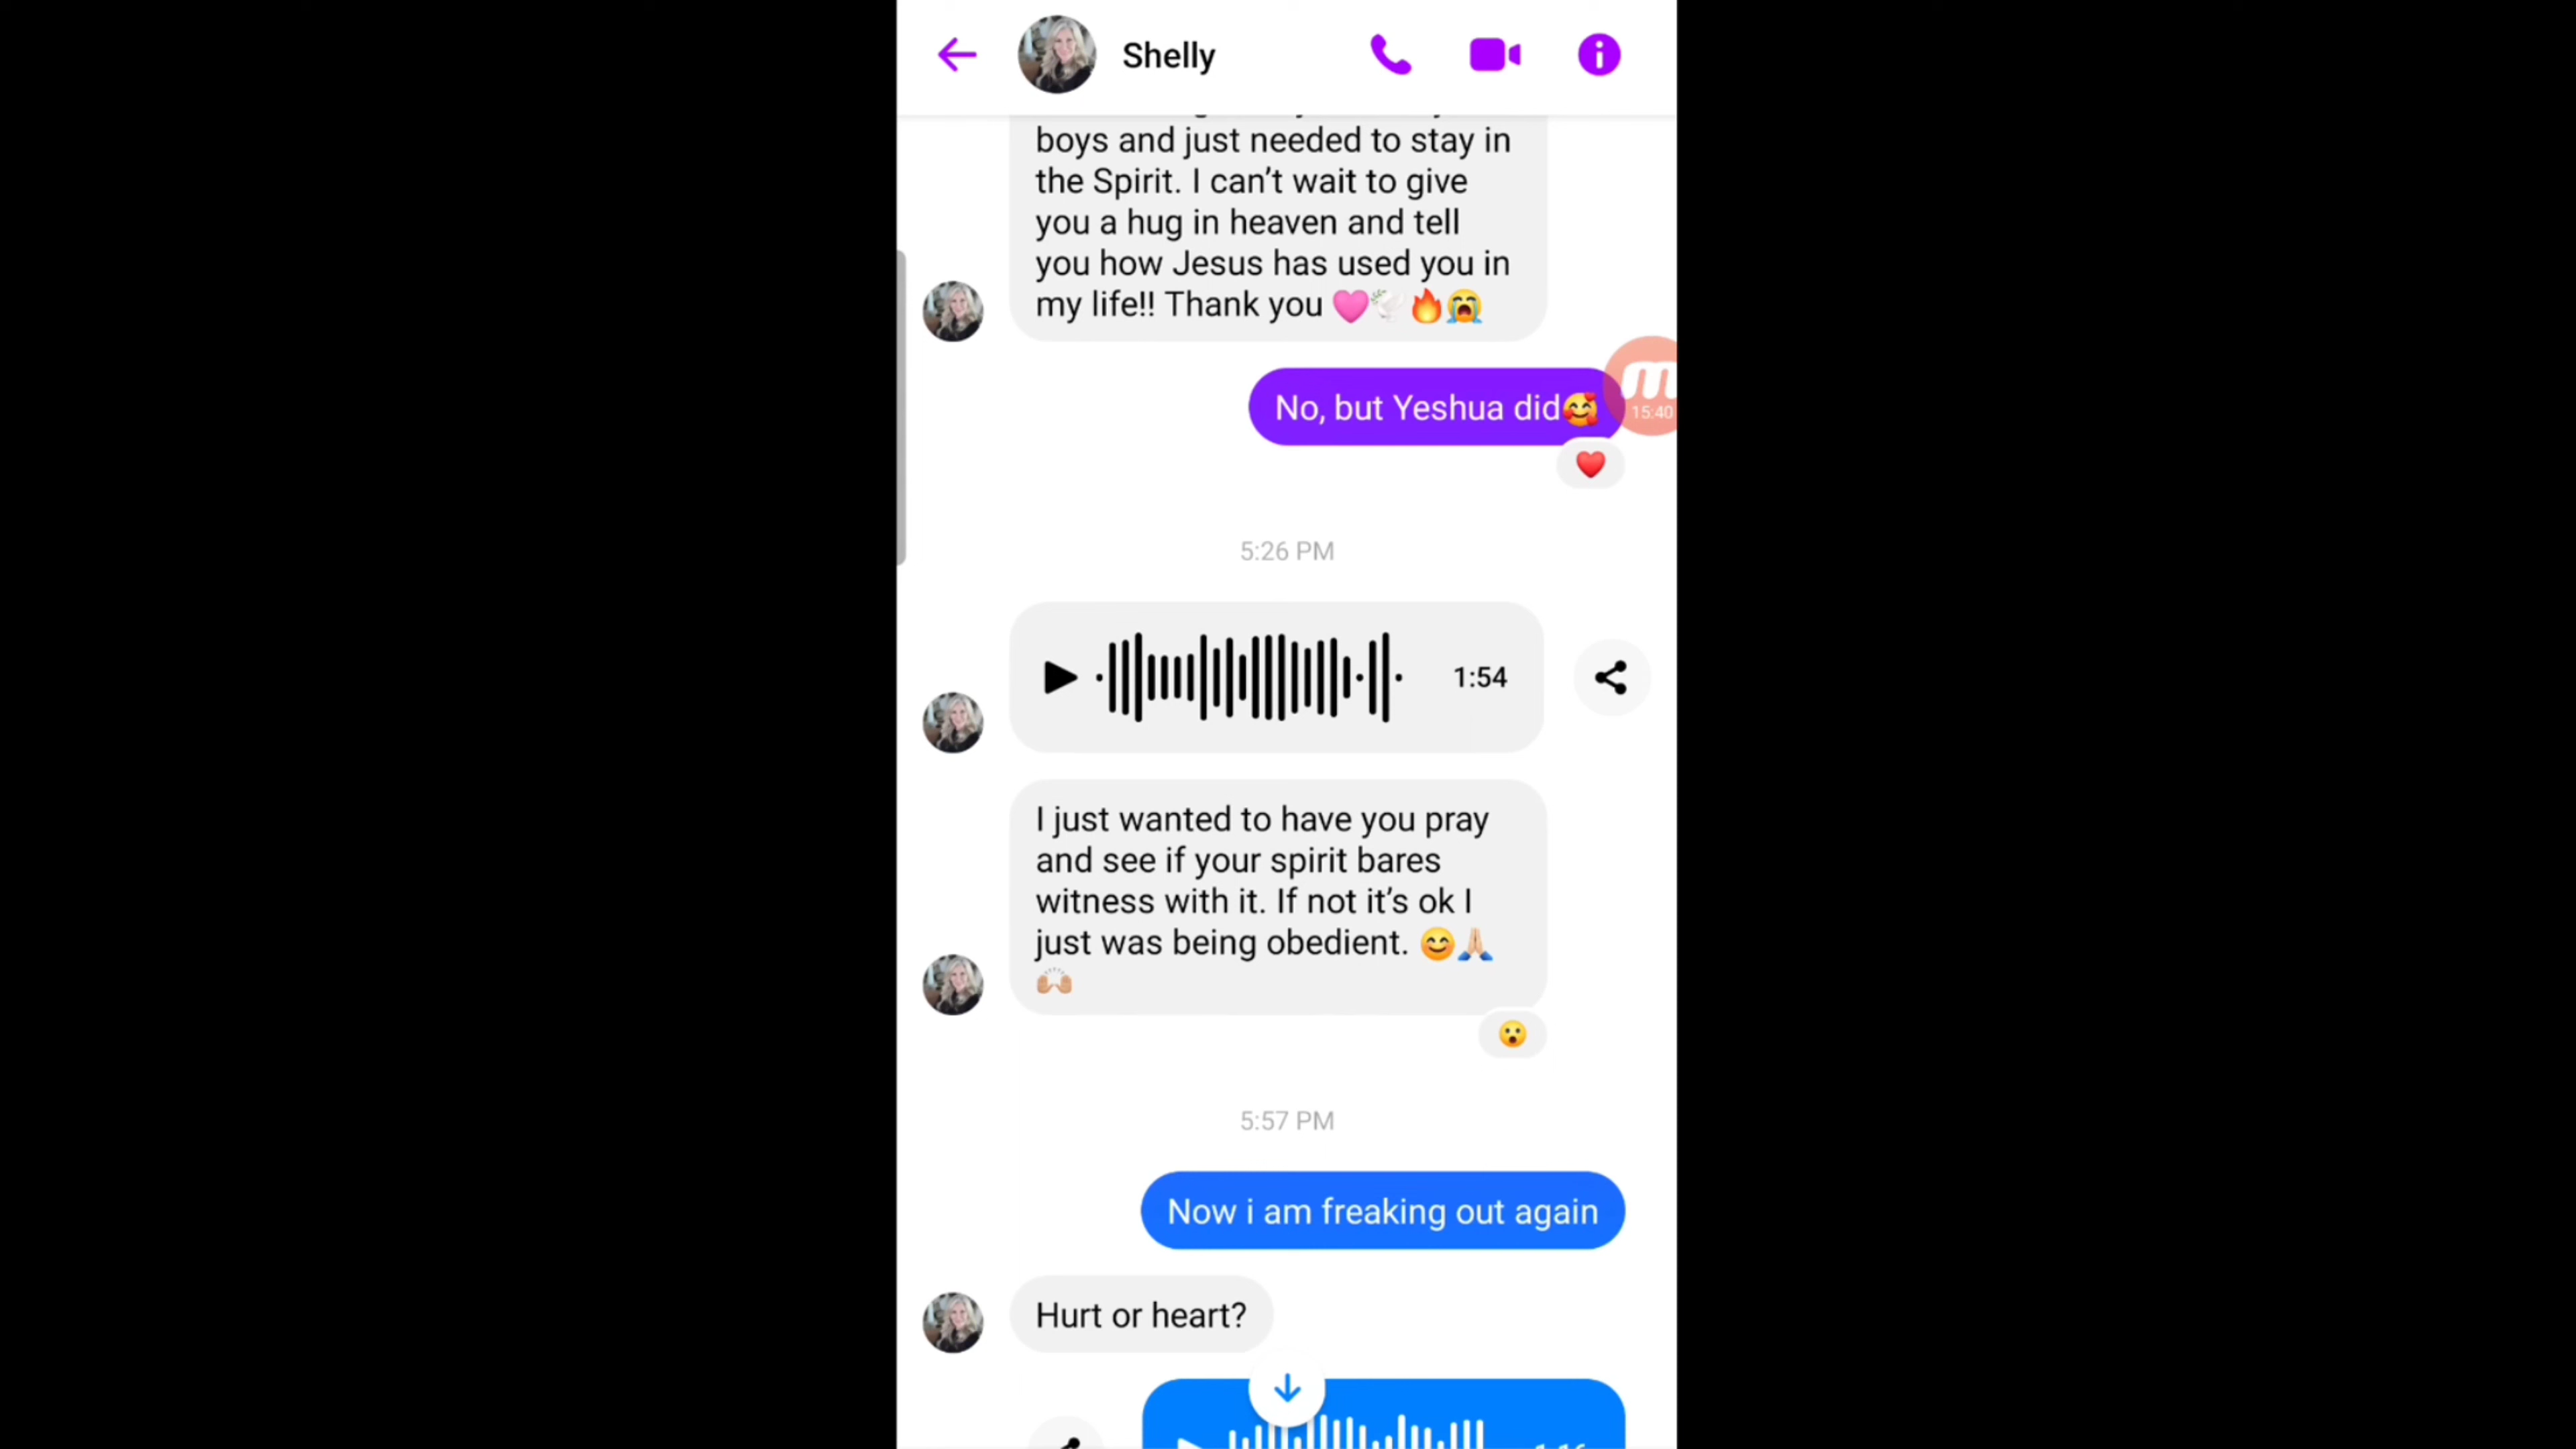 Shelly
boys and just needed to stay in
the Spirit. I can’t wait to give
you a hug in heaven and tell
you how Jesus has used you in
my life!! Thank you 🩷🕊️🔥😭
No, but Yeshua did🥰
m
15:40
❤️
5:26 PM
1:54
I just wanted to have you pray
and see if your spirit bares
witness with it. If not it’s ok I
just was being obedient. 😊🙏🏼
🙌🏼
😮
5:57 PM
Now i am freaking out again
Hurt or heart?